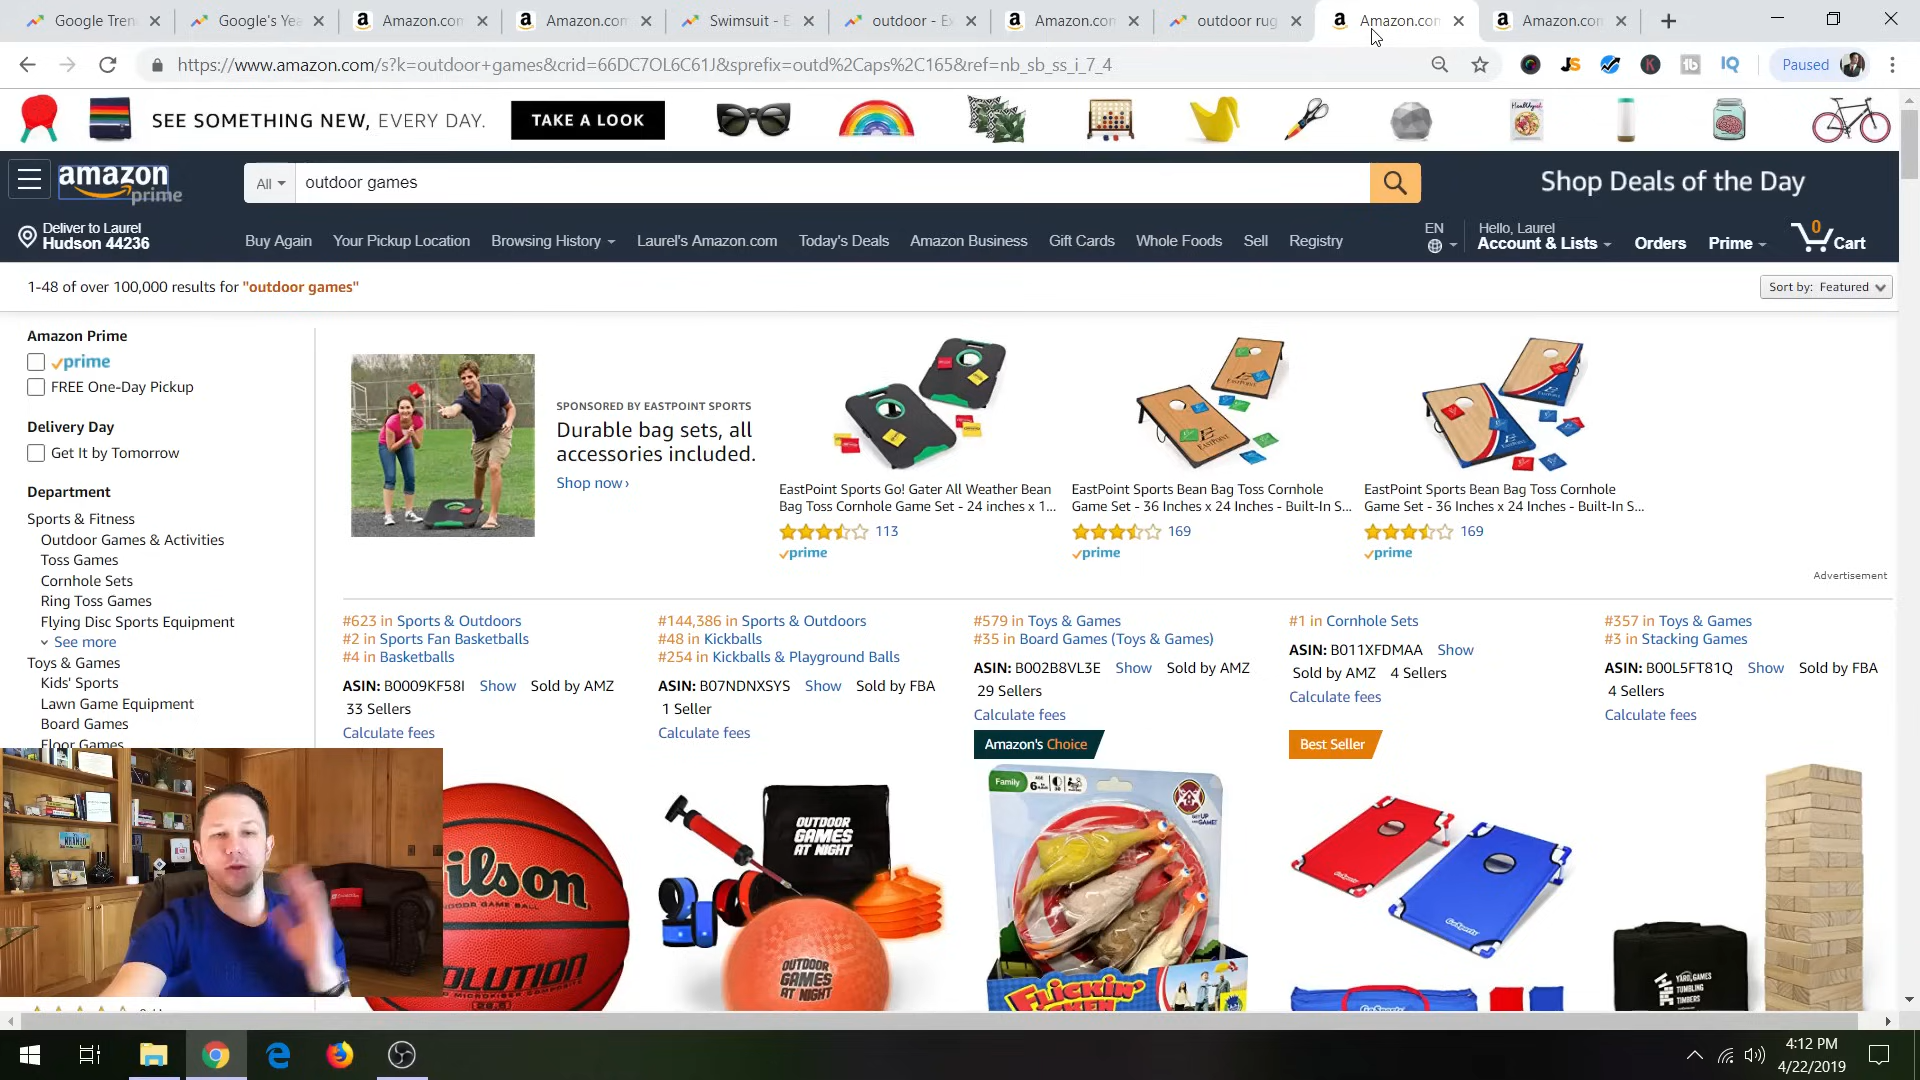 Google Tren
Google's Yea
Amazon.com
Amazon.com
Swimsuit - E
outdoor - Ex
Amazon.com
outdoor rug
Amazon.com
Amazon.com
https://www.amazon.com/s?k=outdoor+games&crid=66DC7OL6C61J&sprefix=outd%2Caps%2C165&ref=nb_sb_ss_i_7_4
JS
K
tb
IQ
Paused
SEE SOMETHING NEW, EVERY DAY.
TAKE A LOOK
amazon
prime
All
outdoor games
Shop Deals of the Day
Deliver to Laurel
Hudson 44236
Buy Again
Your Pickup Location
Browsing History
Laurel's Amazon.com
Today's Deals
Amazon Business
Gift Cards
Whole Foods
Sell
Registry
EN
Hello, Laurel
Account & Lists
Orders
Prime
0
Cart
1-48 of over 100,000 results for "outdoor games"
Sort by: Featured
Amazon Prime
prime
FREE One-Day Pickup
Delivery Day
Get It by Tomorrow
Department
Sports & Fitness
Outdoor Games & Activities
Toss Games
Cornhole Sets
Ring Toss Games
Flying Disc Sports Equipment
See more
Toys & Games
Kids' Sports
Lawn Game Equipment
Board Games
Floor Games
SPONSORED BY EASTPOINT SPORTS
Durable bag sets, all
accessories included.
Shop now›
EastPoint Sports Go! Gater All Weather Bean
Bag Toss Cornhole Game Set - 24 inches x 1...
113
prime
EastPoint Sports Bean Bag Toss Cornhole
Game Set - 36 Inches x 24 Inches - Built-In S...
169
prime
EastPoint Sports Bean Bag Toss Cornhole
Game Set - 36 Inches x 24 Inches - Built-In S...
169
prime
Advertisement
#623 in Sports & Outdoors
#2 in Sports Fan Basketballs
#4 in Basketballs
ASIN: B0009KF58I Show Sold by AMZ
33 Sellers
Calculate fees
#144,386 in Sports & Outdoors
#48 in Kickballs
#254 in Kickballs & Playground Balls
ASIN: B07NDNXSYS Show Sold by FBA
1 Seller
Calculate fees
#579 in Toys & Games
#35 in Board Games (Toys & Games)
ASIN: B002B8VL3E Show Sold by AMZ
29 Sellers
Calculate fees
Amazon's Choice
#1 in Cornhole Sets
ASIN: B011XFDMAA Show
Sold by AMZ 4 Sellers
Calculate fees
Best Seller
#357 in Toys & Games
#3 in Stacking Games
ASIN: B00L5FT81Q Show Sold by FBA
4 Sellers
Calculate fees
ilson
OLUTION
OUTDOOR
GAMES
AT NIGHT
OUTDOOR
GAMES
AT NIGHT
Family
FLICKIN'
YARD GAMES
TUMBLING
TIMBERS
4:12 PM
4/22/2019